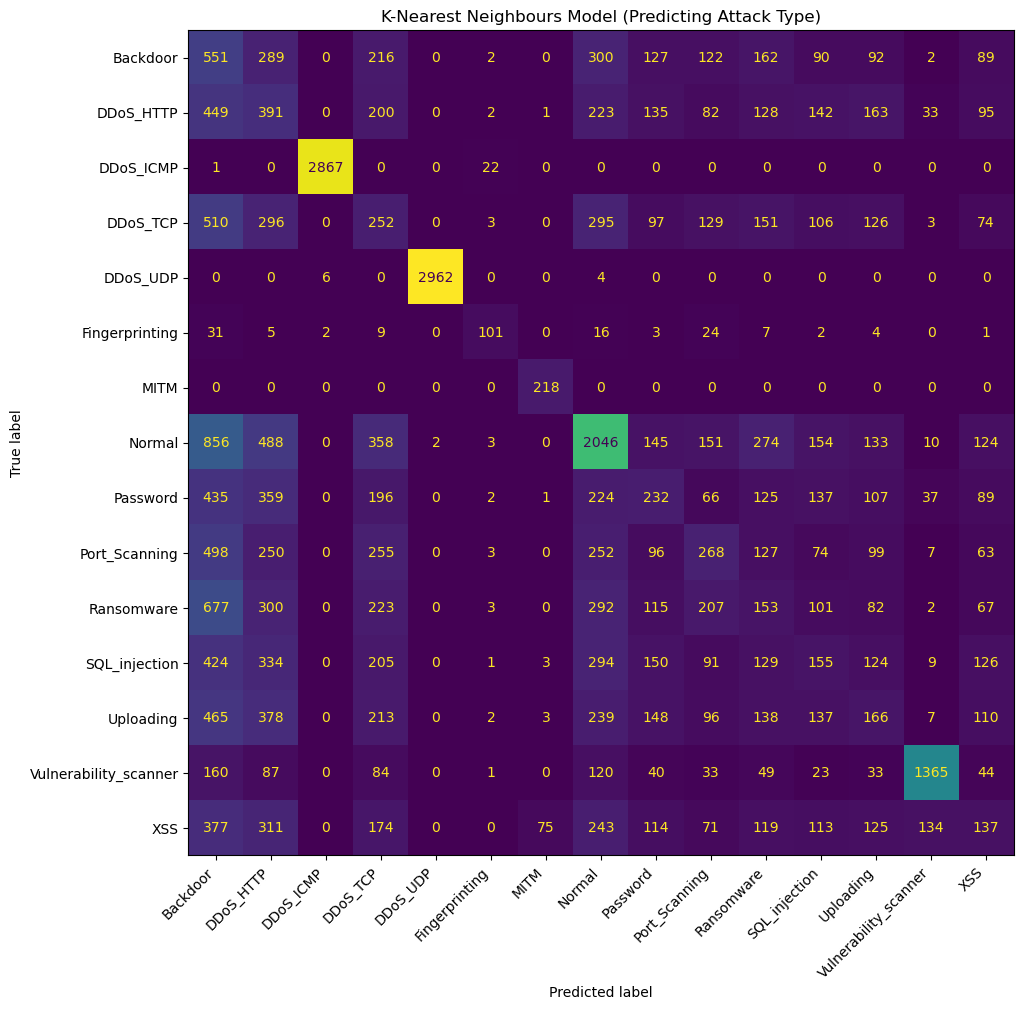 K-Nearest Neighbours Model (Predicting Attack Type)
Backdoor 551 289 0 216 0 2 0 300 127 122 162 90 92 2 89
DDoS_HTTP 449 391 0 200 0 2 1 223 135 82 128 142 163 33 95
DDoS_ICMP 1 0 2867 0 0 22 0 0 0 0 0 0 0 0 0
DDoS_TCP 510 296 0 252 0 3 0 295 97 129 151 106 126 3 74
DDoS_UDP 0 0 6 0 2962 0 0 4 0 0 0 0 0 0 0
Fingerprinting 31 5 2 9 0 101 0 16 3 24 7 2 4 0 1
MITM 0 0 0 0 0 0 218 0 0 0 0 0 0 0 0
Normal 856 488 0 358 2 3 0 2046 145 151 274 154 133 10 124
Password 435 359 0 196 0 2 1 224 232 66 125 137 107 37 89
Port_Scanning 498 250 0 255 0 3 0 252 96 268 127 74 99 7 63
Ransomware 677 300 0 223 0 3 0 292 115 207 153 101 82 2 67
SQL_injection 424 334 0 205 0 1 3 294 150 91 129 155 124 9 126
Uploading 465 378 0 213 0 2 3 239 148 96 138 137 166 7 110
Vulnerability_scanner 160 87 0 84 0 1 0 120 40 33 49 23 33 1365 44
XSS 377 311 0 174 0 0 75 243 114 71 119 113 125 134 137
True label
Backdoor DDoS_HTTP DDoS_ICMP DDoS_TCP DDoS_UDP Fingerprinting MITM Normal Password Port_Scanning Ransomware SQL_injection Uploading Vulnerability_scanner XSS
Predicted label